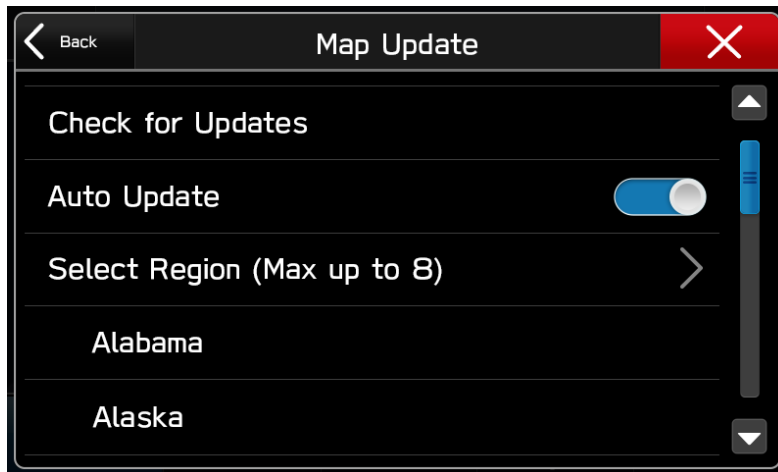 Back
Map Update
Check for Updates
Auto Update
Select Region (Max up to 8)
Alabama
Alaska